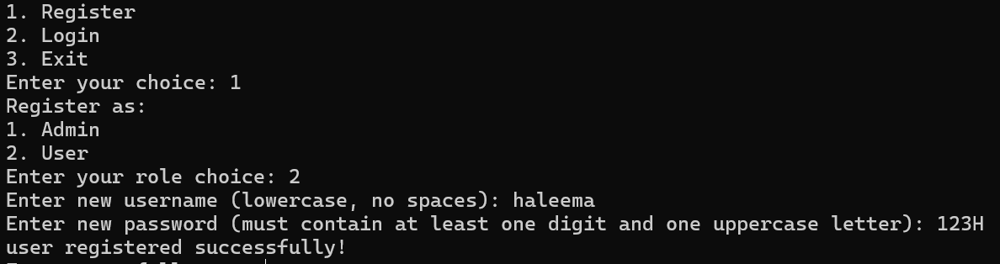 1. Register
2. Login
3. Exit
Enter your choice: 1
Register as:
1. Admin
2. User
Enter your role choice: 2
Enter new username (lowercase, no spaces): haleema
Enter new password (must contain at least one digit and one uppercase letter): 123H
user registered successfully!